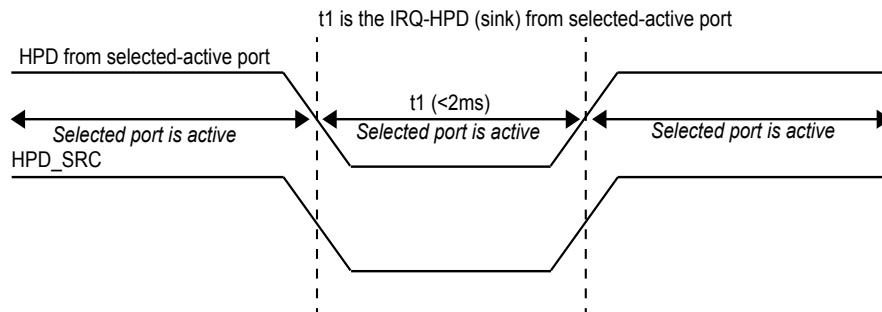 t1 is the IRQ-HPD (sink) from selected-active port
HPD from selected-active port
t1 (<2ms)
Selected port is active
Selected port is active
Selected port is active
HPD_SRC